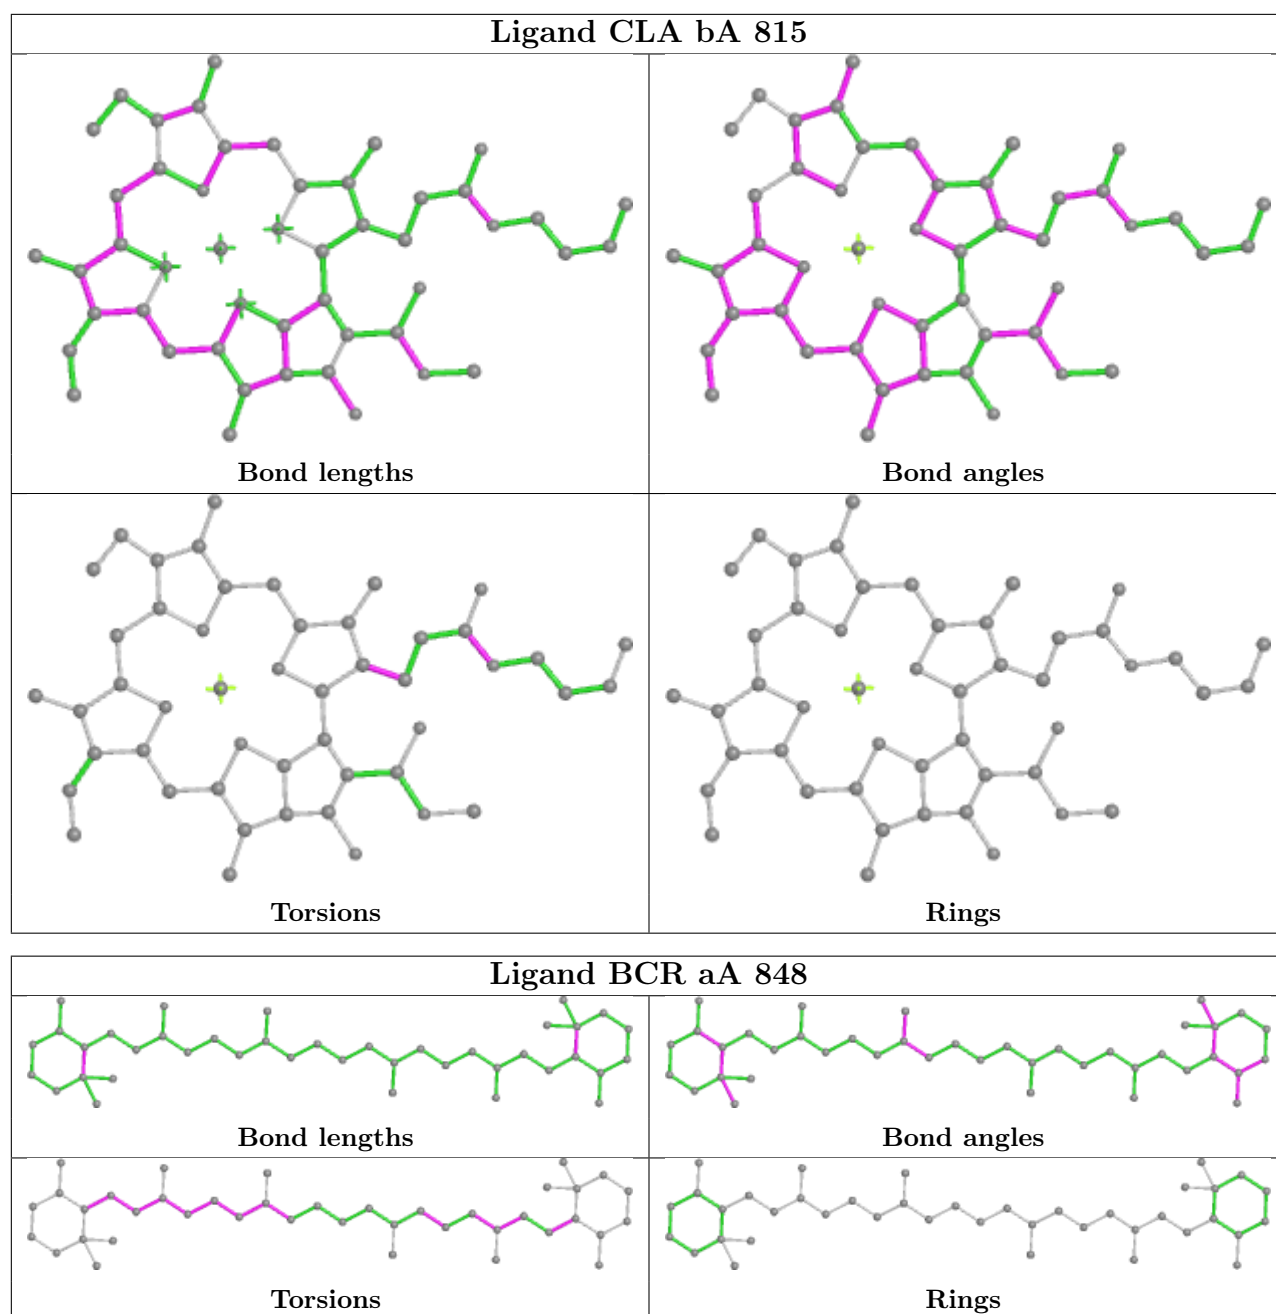 Ligand CLA bA 815
Bond lengths
Bond angles
Torsions
Rings
Ligand BCR aA 848
Bond lengths
Bond angles
Torsions
Rings